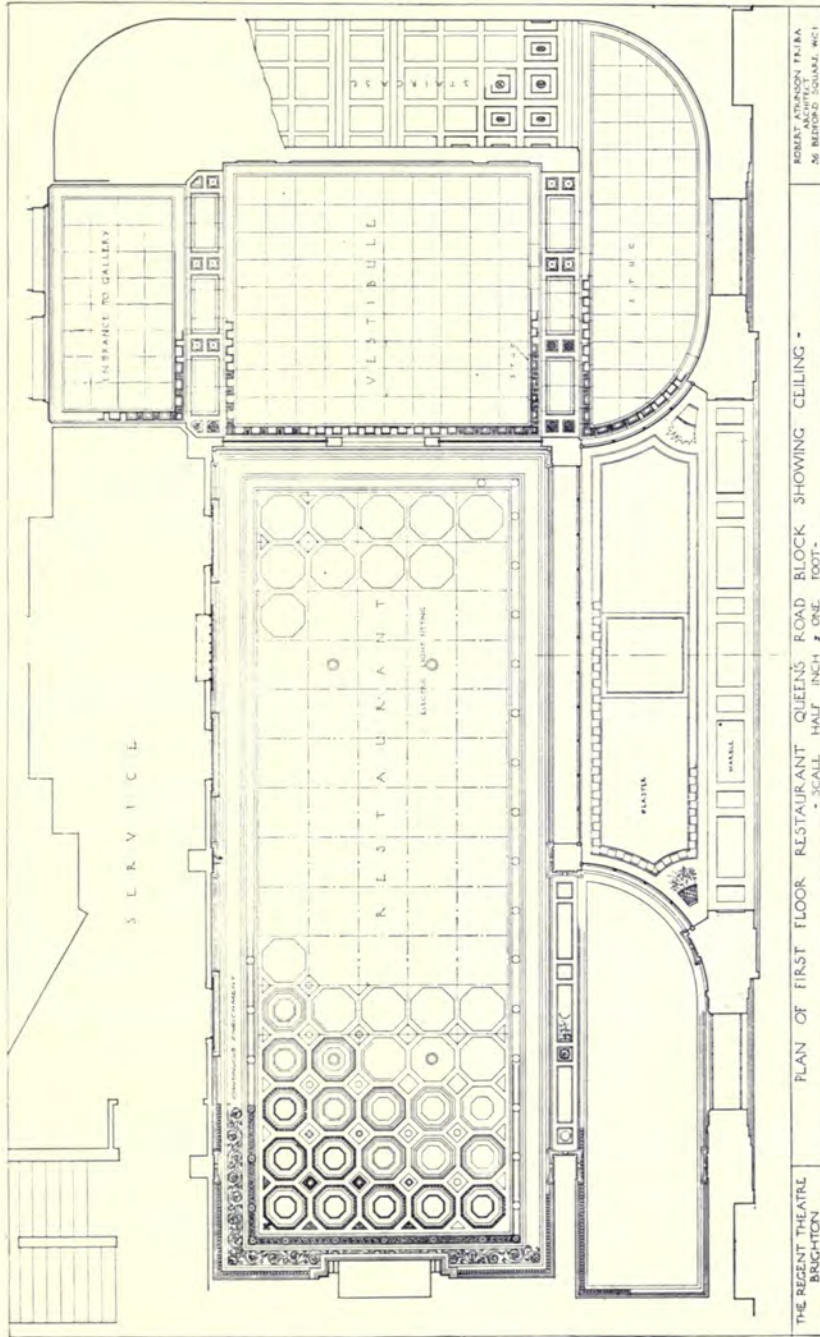 THE REGENT THEATRE
BRIGHTON
PLAN OF FIRST FLOOR RESTAURANT QUEENS ROAD BLOCK SHOWING CEILING -
- SCALE HALF INCH = ONE FOOT -
ROBERT ATKINSON F.R.I.B.A
ARCHITECT
36 BEDFORD SQUARE. W.C.1
SERVICE
ENTRANCE TO GALLERY
CONTINUOUS ENRICHMENT
RESTAURANT
ELECTRIC LIGHT FITTING
VESTIBULE
PLASTER
MARBLE